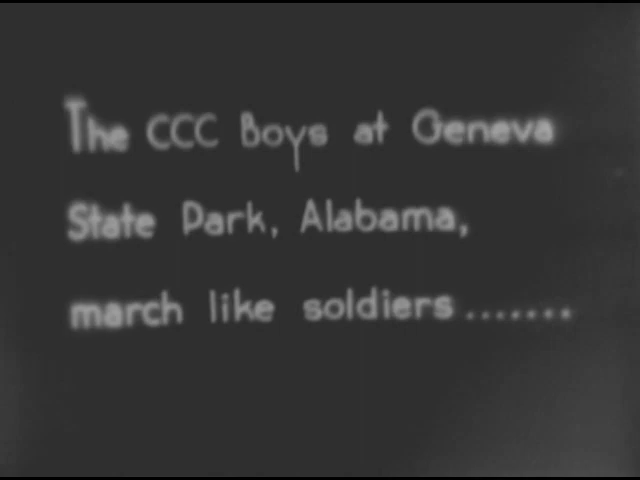 The CCC Boys at Geneva
State Park, Alabama,
march like soldiers.......